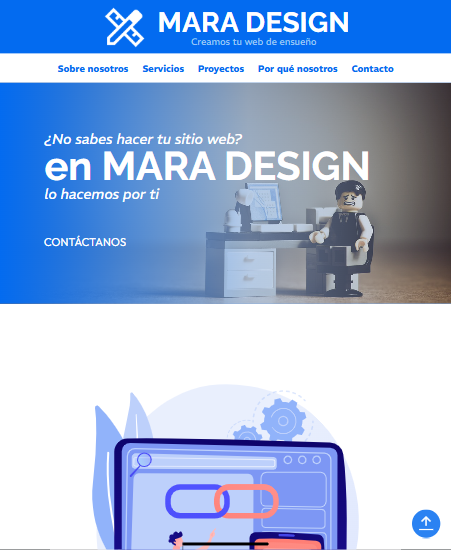 MARA DESIGN
Creamos tu web de ensueño
Sobre nosotros Servicios Proyectos Por qué nosotros Contacto
¿No sabes hacer tu sitio web?
en MARA DESIGN
lo hacemos por ti
CONTÁCTANOS